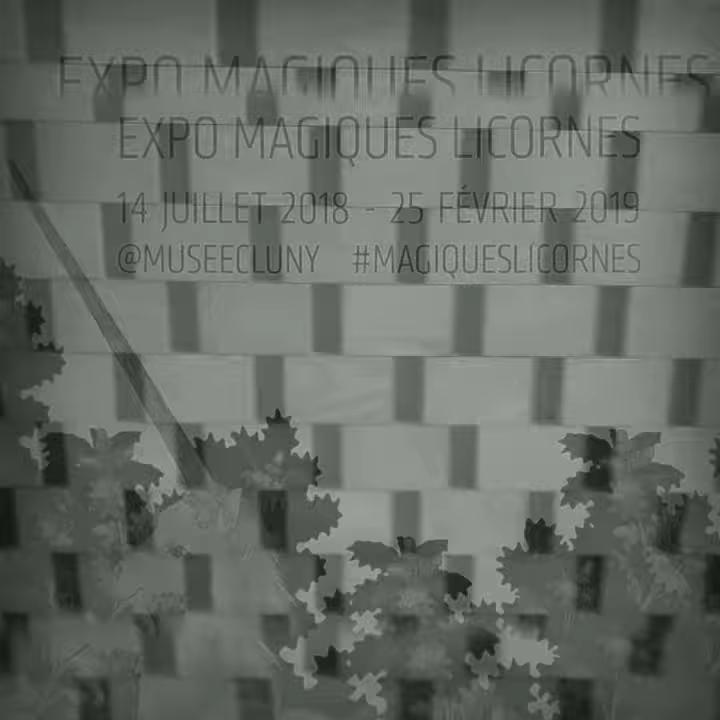 EXPO MAGIQUES LICORNES
EXPO MAGIQUES LICORNES
14 JUILLET 2018 - 25 FÉVRIER 2019
@MUSEECLUNY #MAGIQUESLICORNES